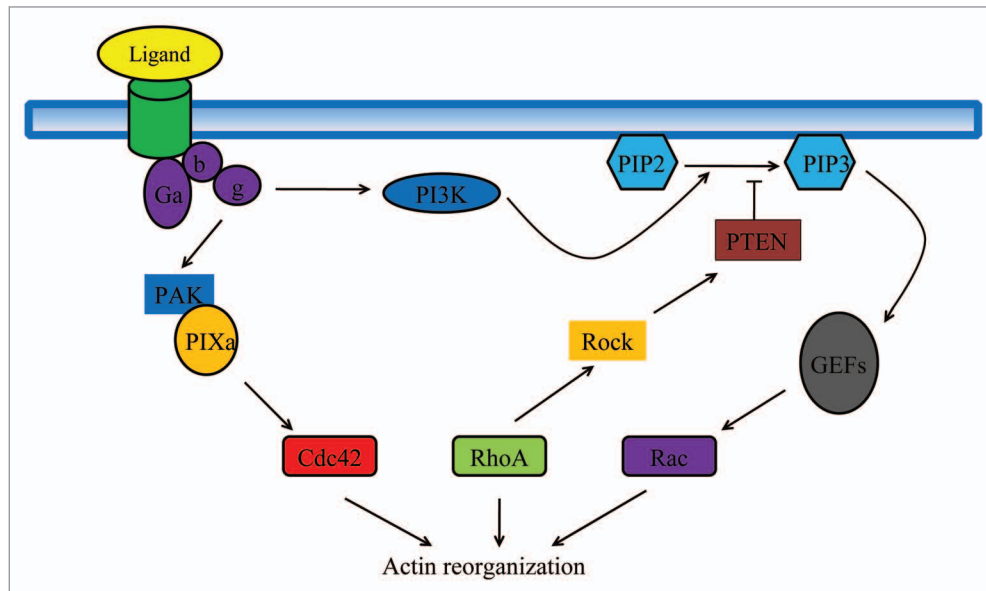 Ligand
b
Ga
g
PI3K
PIP2
PIP3
PTEN
PAK
PIXa
Rock
GEFs
Cdc42
RhoA
Rac
Actin reorganization